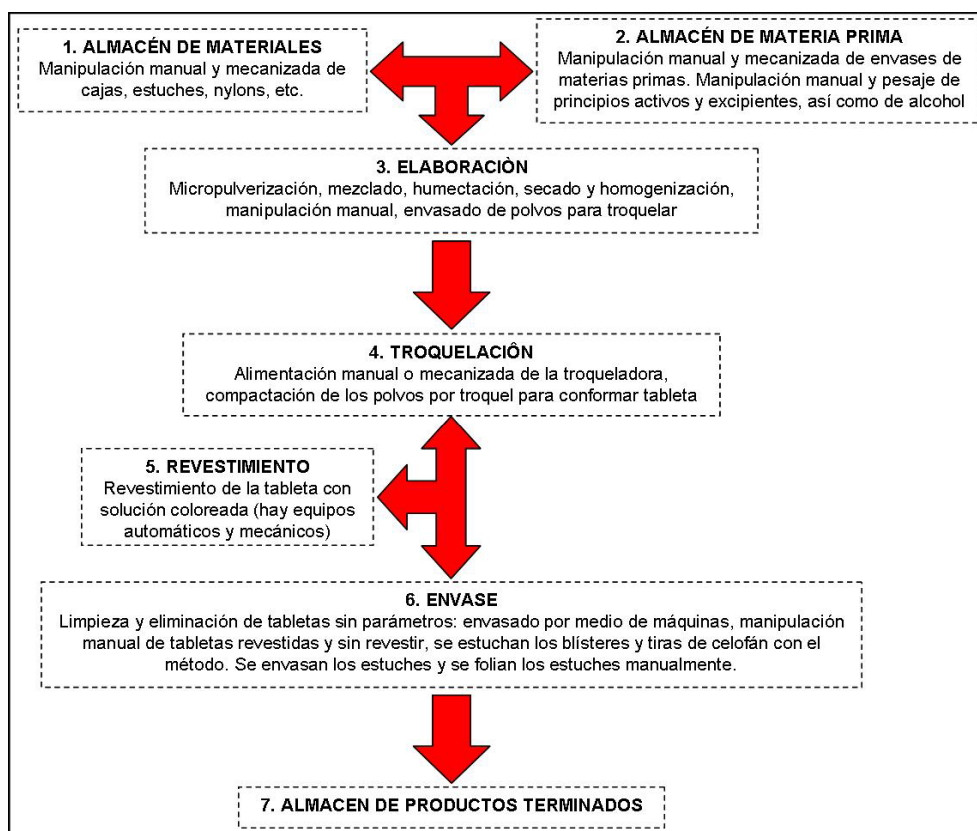 1. ALMACÉN DE MATERIALES
Manipulación manual y mecanizada de
cajas, estuches, nylons, etc.
2. ALMACÉN DE MATERIA PRIMA
Manipulación manual y mecanizada de envases de
materias primas. Manipulación manual y pesaje de
principios activos y excipientes, así como de alcohol
3. ELABORACIÒN
Micropulverización, mezclado, humectación, secado y homogenización,
manipulación manual, envasado de polvos para troquelar
4. TROQUELACIÔN
Alimentación manual o mecanizada de la troqueladora,
compactación de los polvos por troquel para conformar tableta
5. REVESTIMIENTO
Revestimiento de la tableta con
solución coloreada (hay equipos
automáticos y mecánicos)
6. ENVASE
Limpieza y eliminación de tabletas sin parámetros: envasado por medio de máquinas, manipulación
manual de tabletas revestidas y sin revestir, se estuchan los blísteres y tiras de celofán con el
método. Se envasan los estuches y se folian los estuches manualmente.
7. ALMACEN DE PRODUCTOS TERMINADOS